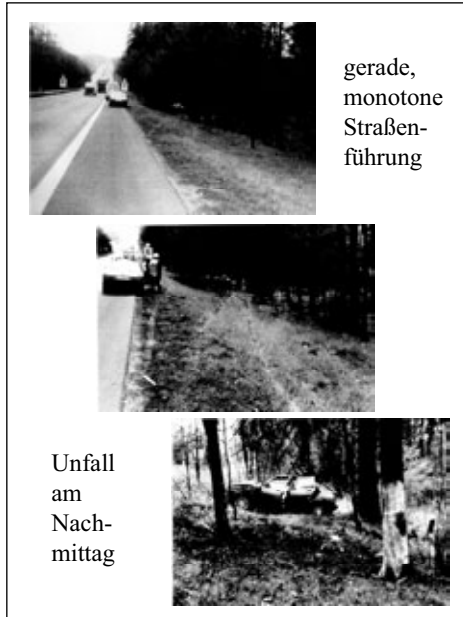 gerade,
monotone
Straßen-
führung
Unfall
am
Nach-
mittag